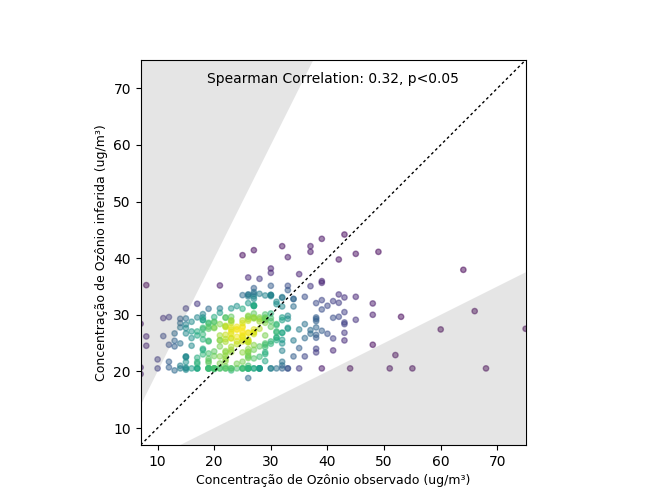 Spearman Correlation: 0.32, p<0.05
70
60
50
40
30
20
10
Concentração de Ozônio inferida (ug/m³)
10 20 30 40 50 60 70
Concentração de Ozônio observado (ug/m³)